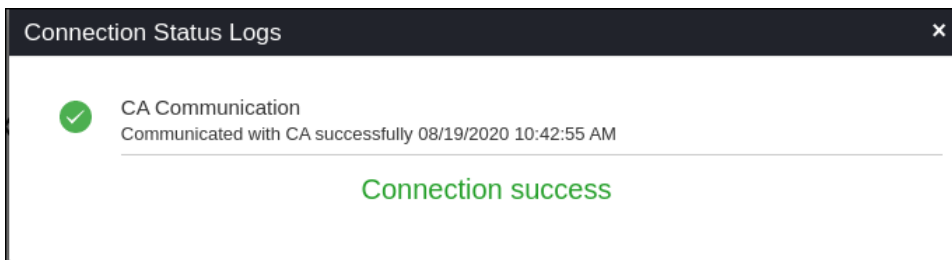 Connection Status Logs ×
CA Communication
Communicated with CA successfully 08/19/2020 10:42:55 AM
Connection success